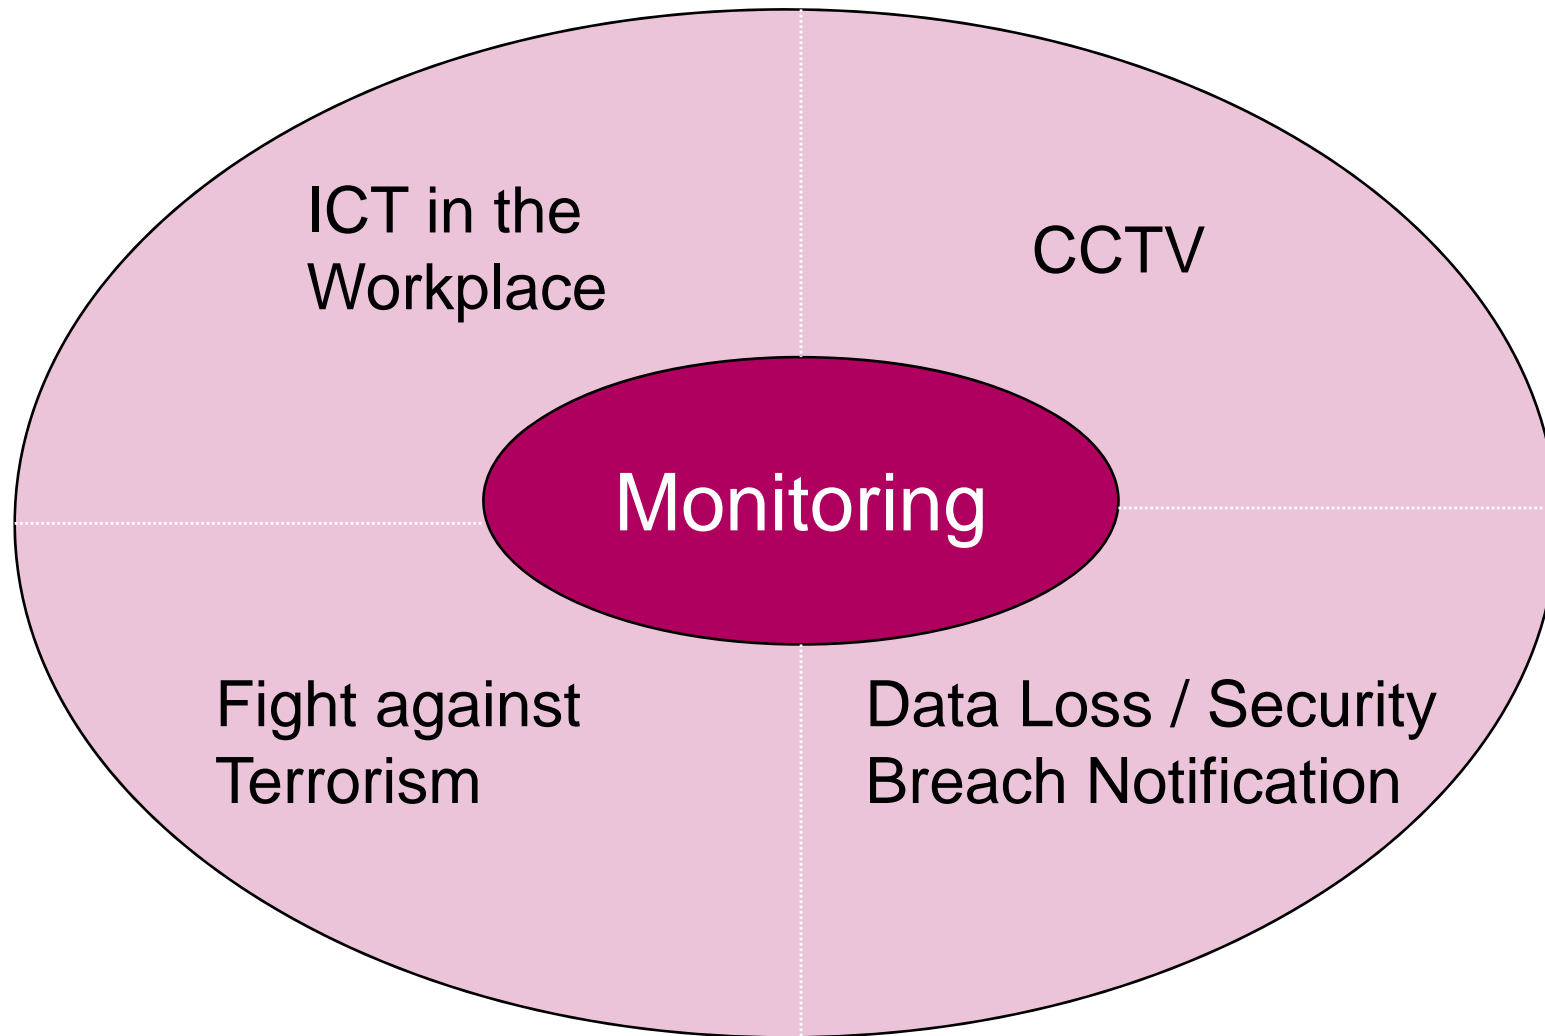 ICT in the
Workplace
CCTV
Monitoring
Fight against
Terrorism
Data Loss / Security
Breach Notification